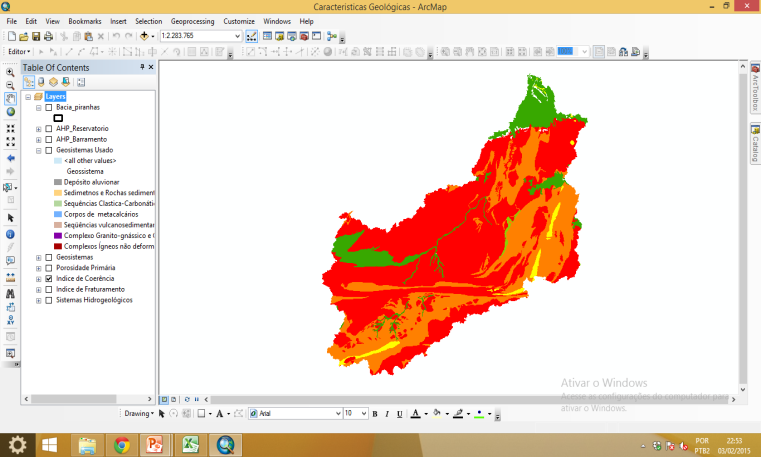 Características Geológicas - ArcMap
File Edit View Bookmarks Insert Selection Geoprocessing Customize Windows Help
1:2.283.765
Editor
Table Of Contents
Layers
Bacia_piranhas
AHP_Reservatorio
AHP_Barramento
Geosistemas Usado
<all other values>
Geossistema
Depósito aluvionar
Sedimetnos e Rochas sediment
Sequências Clastica-Carbonáti
Corpos de metacalcários
Sequências vulcanosedimentar
Complexo Granito-gnáissico e
Complexos Ígneos não deform
Geosistemas
Porosidade Primária
Indice de Coerência
Indice de Fraturamento
Sistemas Hidrogeológicos
ArcToolbox
Catalog
Ativar o Windows
Acesse as configurações do computador para
ativar o Windows.
Drawing
Arial
10
B I U A
POR
PTB2
22:53
03/02/2015